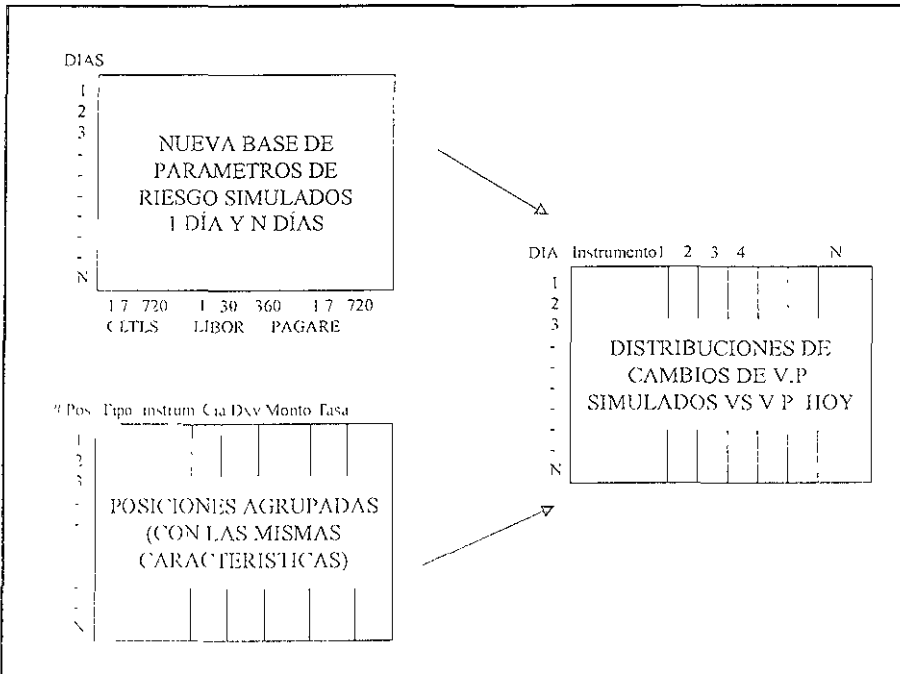 DIAS
1
2
3
-
-
-
-
-
-
N
NUEVA BASE DE
PARAMETROS DE
RIESGO SIMULADOS
1 DÍA Y N DÍAS
1 7 720 1 30 360 1 7 720
CETES LIBOR PAGARE
# Pos Tipo instrum Cia Dxv Monto Tasa
1
2
3
-
-
-
-
POSICIONES AGRUPADAS
(CON LAS MISMAS
CARACTERISTICAS)
DIA Instrumento1 2 3 4 N
1
2
3
-
-
-
-
-
-
N
DISTRIBUCIONES DE
CAMBIOS DE V.P
SIMULADOS VS V P HOY